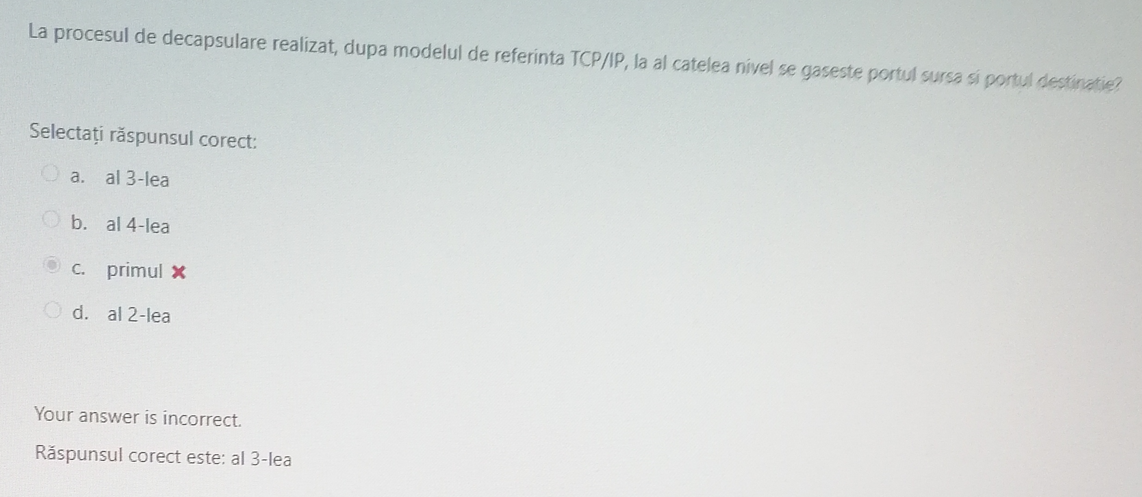 La procesul de decapsulare realizat, dupa modelul de referinta TCP/IP, la al catelea nivel se gaseste portul sursa si portul destinatie?
Selectați răspunsul corect:
a. al 3-lea
b. al 4-lea
c. primul ✖
d. al 2-lea
Your answer is incorrect.
Răspunsul corect este: al 3-lea